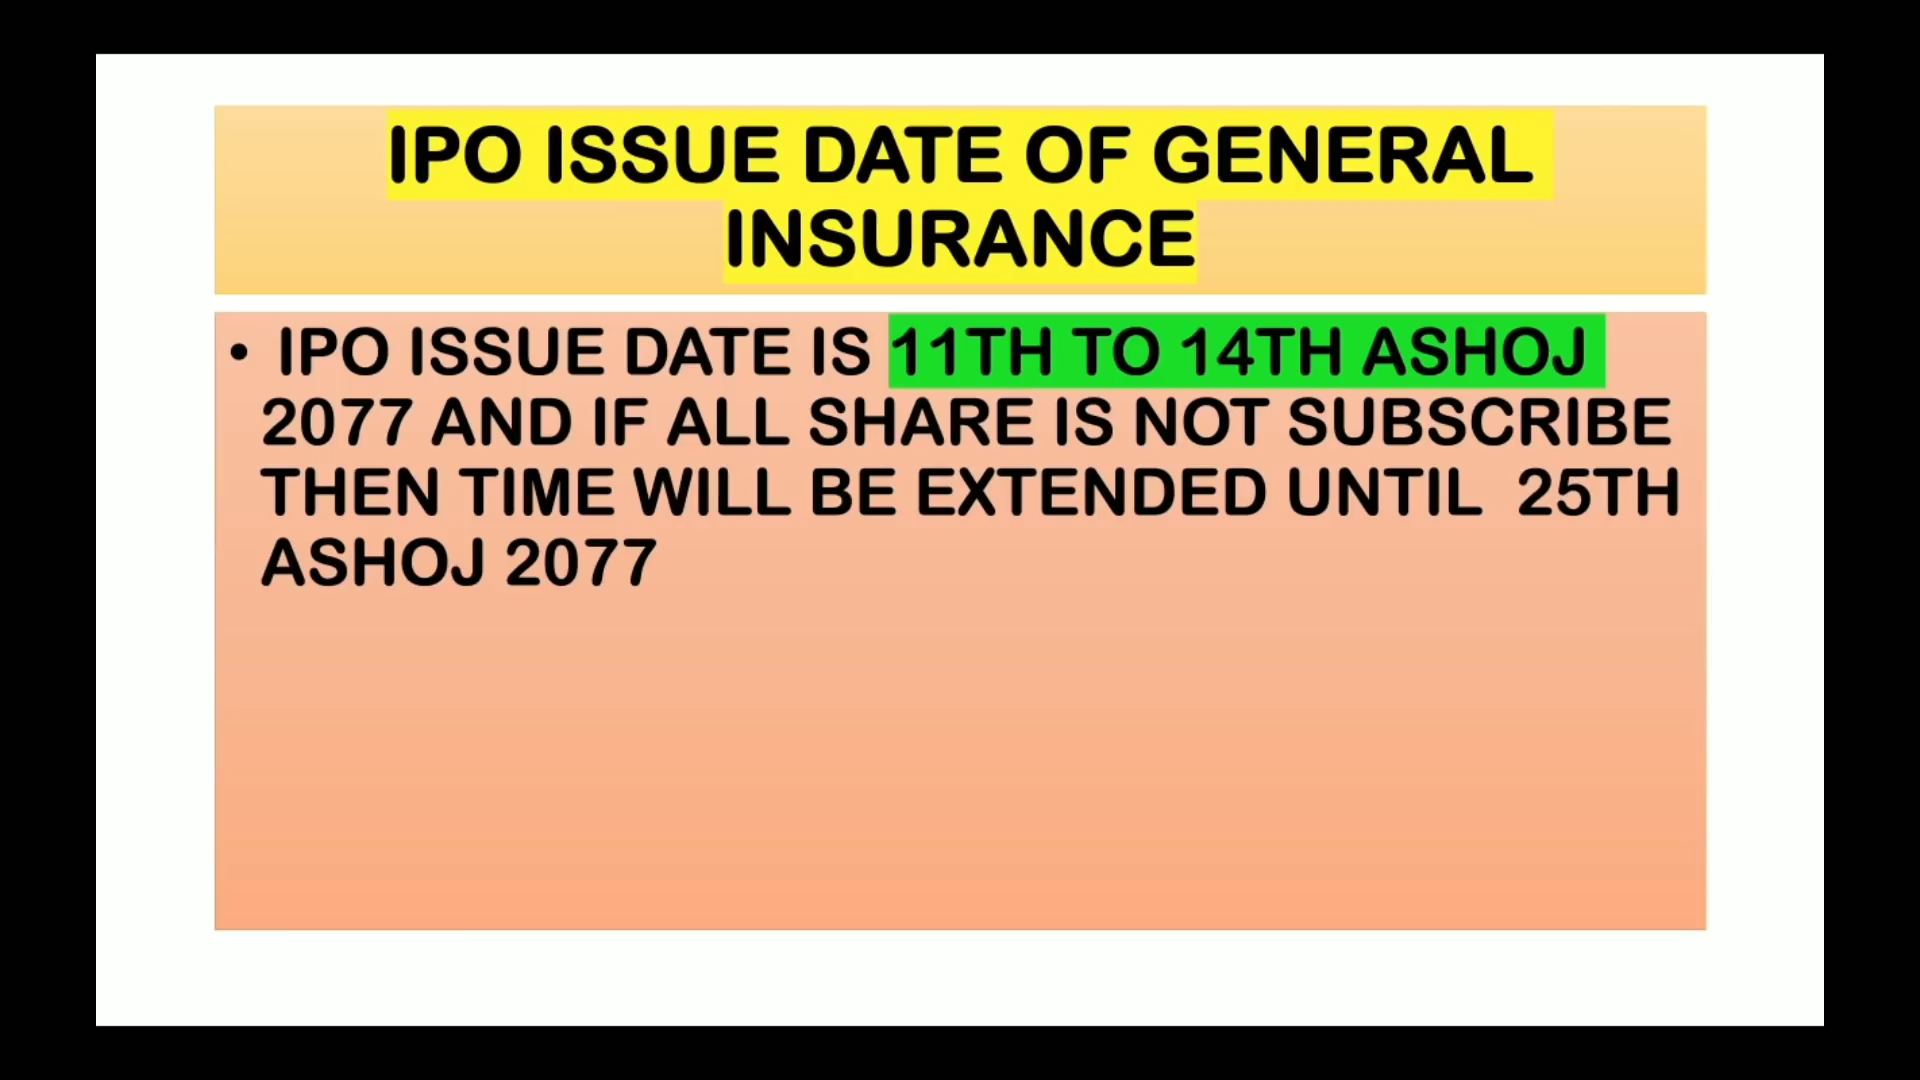 IPO ISSUE DATE OF GENERAL
INSURANCE
• IPO ISSUE DATE IS 11TH TO 14TH ASHOJ
2077 AND IF ALL SHARE IS NOT SUBSCRIBE
THEN TIME WILL BE EXTENDED UNTIL 25TH
ASHOJ 2077